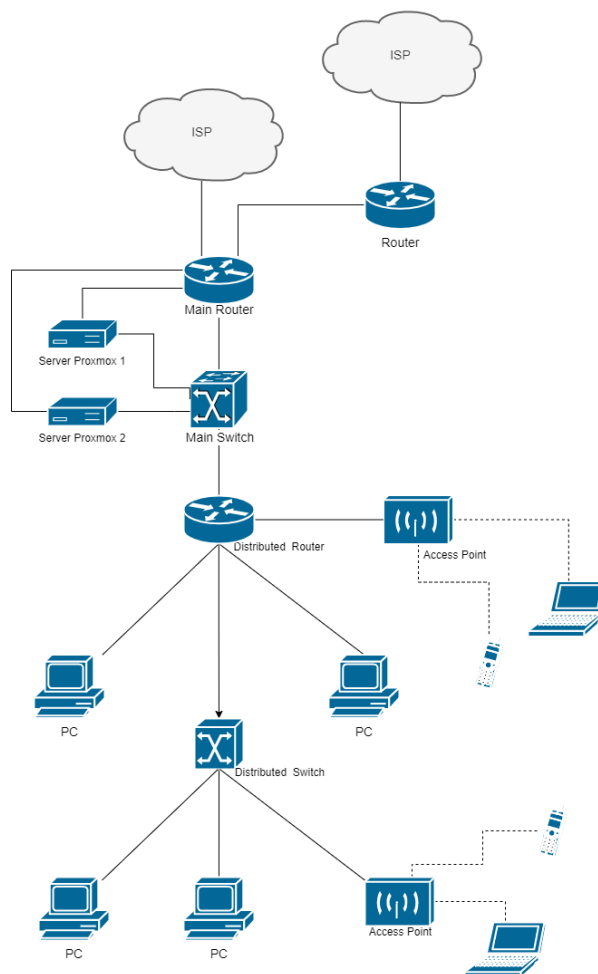 ISP
ISP
Router
Main Router
Server Proxmox 1
Server Proxmox 2
Main Switch
Distributed Router
Access Point
PC
PC
Distributed Switch
PC
PC
Access Point